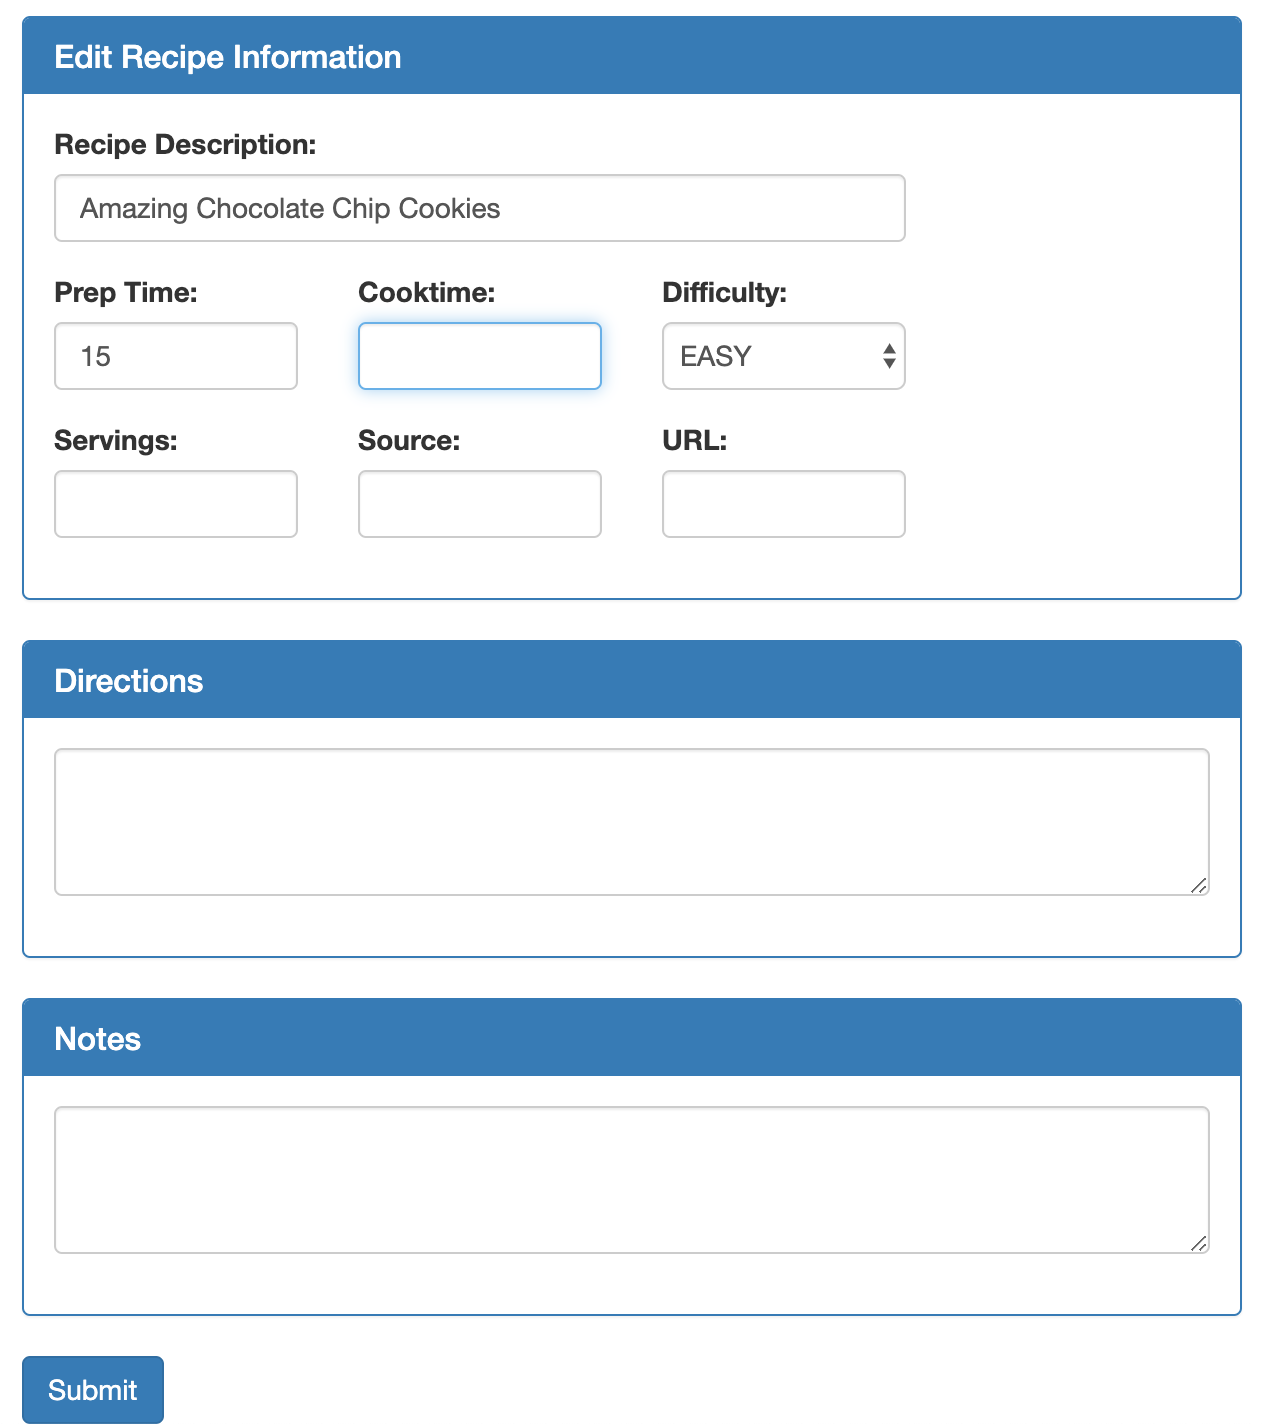 Edit Recipe Information
Recipe Description:
Amazing Chocolate Chip Cookies
Prep Time: Cooktime: Difficulty:
15 EASY
Servings: Source: URL:
Directions
Notes
Submit